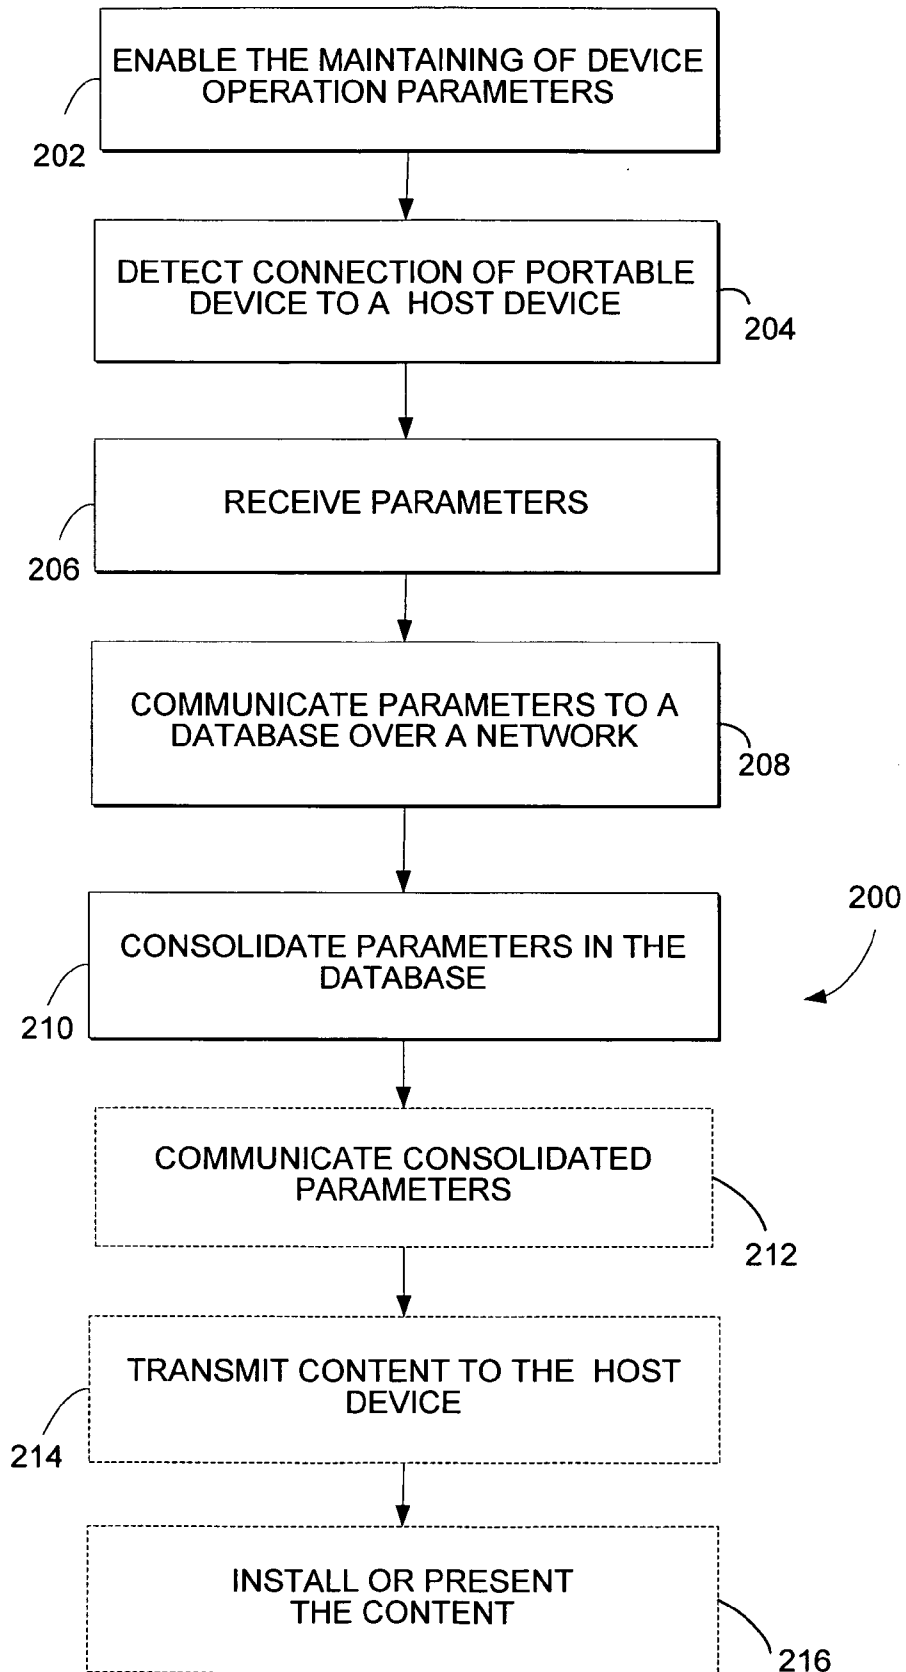 ENABLE THE MAINTAINING OF DEVICE
OPERATION PARAMETERS
202
DETECT CONNECTION OF PORTABLE
DEVICE TO A HOST DEVICE
204
RECEIVE PARAMETERS
206
COMMUNICATE PARAMETERS TO A
DATABASE OVER A NETWORK
208
200
CONSOLIDATE PARAMETERS IN THE
DATABASE
210
COMMUNICATE CONSOLIDATED
PARAMETERS
212
TRANSMIT CONTENT TO THE HOST
DEVICE
214
INSTALL OR PRESENT
THE CONTENT
216